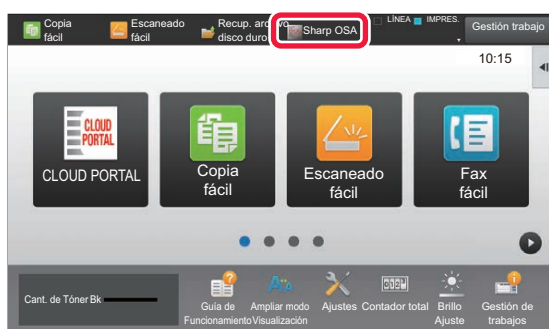 Copia
fácil
Escaneado
fácil
Recup. archivo
disco duro
Sharp OSA
LÍNEA
IMPRES.
Gestión trabajo
10:15
CLOUD
PORTAL
CLOUD PORTAL
Copia
fácil
Escaneado
fácil
Fax
fácil
Cant. de Tóner Bk
Guía de
Funcionamiento
Ampliar modo
Visualización
Ajustes
Contador total
Brillo
Ajuste
Gestión de
trabajos